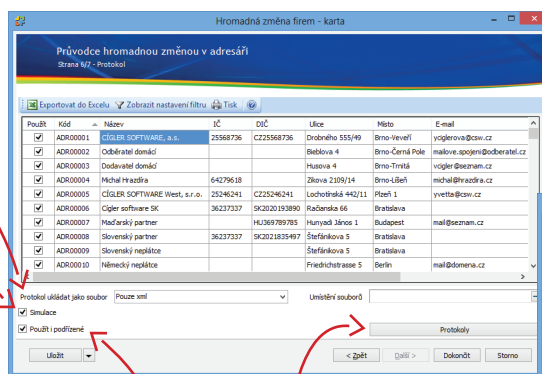 Hromadná změna firem - karta
Průvodce hromadnou změnou v adresáři
Strana 6/7 - Protokol
Exportovat do Excelu Zobrazit nastavení filtru Tisk
Použít Kód Název IČ DIČ Ulice Místo E-mail
ADR00001 CÍGLER SOFTWARE, a.s. 25568736 CZ25568736 Drobného 555/49 Brno-Veveří yciglerova@csw.cz
ADR00002 Odběratel domácí Bieblova 4 Brno-Černá Pole mailove.spojeni@odberatel.cz
ADR00003 Dodavatel domácí Husova 4 Brno-Trnitá vcigler@seznam.cz
ADR00004 Michal Hrazdíra 64279618 Zikova 2109/14 Brno-Líšeň michal@hrazdira.cz
ADR00005 CÍGLER SOFTWARE West, s.r.o. 25246241 CZ25246241 Lochotínská 442/11 Plzeň 1 yvetta@csw.cz
ADR00006 Cígler software SK 36237337 SK2020193890 Račianska 66 Bratislava
ADR00007 Maďarský partner HU369789785 Hunyadi János 1 Budapest mail@seznam.cz
ADR00008 Slovenský partner 36237337 SK2021835497 Štefánikova 5 Bratislava
ADR00009 Slovenský neplátce Štefánikova 5 Bratislava
ADR00010 Německý neplátce Friedrichstrasse 5 Berlin mail@domena.cz
Protokol ukládat jako soubor Pouze xml Umístění souborů
Simulace
Použít i podřízené Protokoly
Uložit < Zpět Další > Dokončit Storno